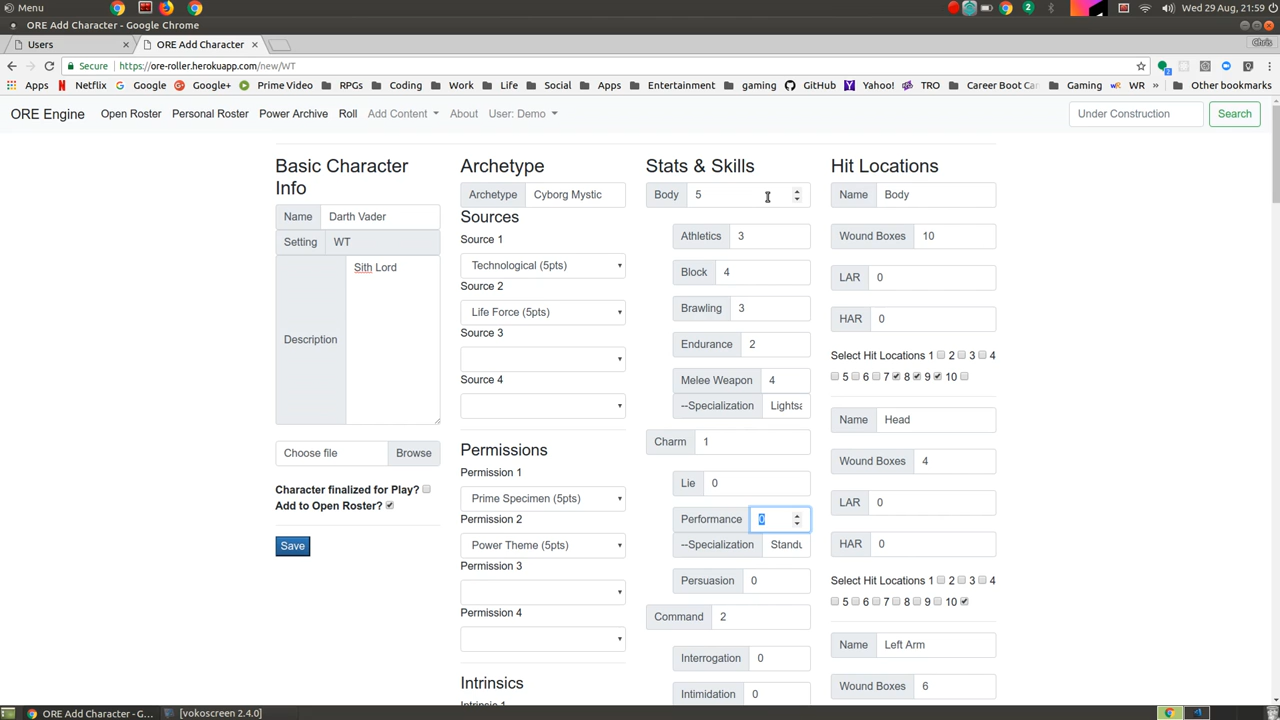 Menu
2
Wed 29 Aug, 21:59
ORE Add Character - Google Chrome
Users
ORE Add Character
Chris
Secure
https://ore-roller.herokuapp.com/new/WT
2
Apps Netflix Google Google+ Prime Video RPGs Coding Work Life Social Apps Entertainment gaming GitHub Yahoo! TRO Career Boot Ca Gaming WR » Other bookmarks
ORE Engine Open Roster Personal Roster Power Archive Roll Add Content About User: Demo Under Construction Search
Basic Character
Info
Name Darth Vader
Setting WT
Description Sith Lord
Choose file Browse
Character finalized for Play?
Add to Open Roster?
Save
Archetype
Archetype Cyborg Mystic
Sources
Source 1
Technological (5pts)
Source 2
Life Force (5pts)
Source 3
Source 4
Permissions
Permission 1
Prime Specimen (5pts)
Permission 2
Power Theme (5pts)
Permission 3
Permission 4
Intrinsics
Intrinsic 1
Stats & Skills
Body 5
Athletics 3
Block 4
Brawling 3
Endurance 2
Melee Weapon 4
--Specialization Lightsa
Charm 1
Lie 0
Performance 0
--Specialization Standu
Persuasion 0
Command 2
Interrogation 0
Intimidation 0
Hit Locations
Name Body
Wound Boxes 10
LAR 0
HAR 0
Select Hit Locations 1 2 3 4
5 6 7 8 9 10
Name Head
Wound Boxes 4
LAR 0
HAR 0
Select Hit Locations 1 2 3 4
5 6 7 8 9 10
Name Left Arm
Wound Boxes 6
ORE Add Character - Google C...
[vokoscreen 2.4.0]